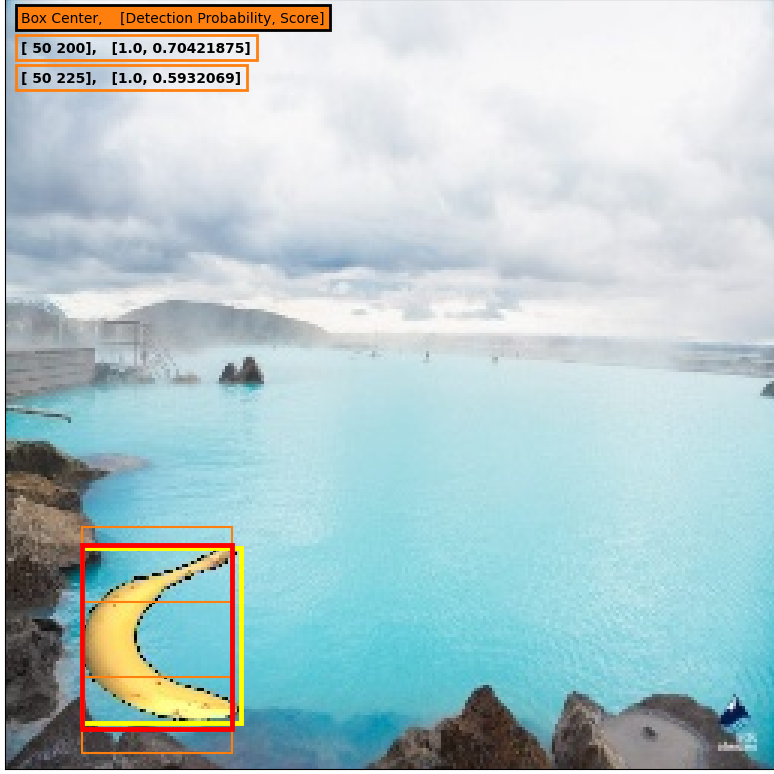 Box Center, [Detection Probability, Score]
[ 50 200], [1.0, 0.70421875]
[ 50 225], [1.0, 0.5932069]